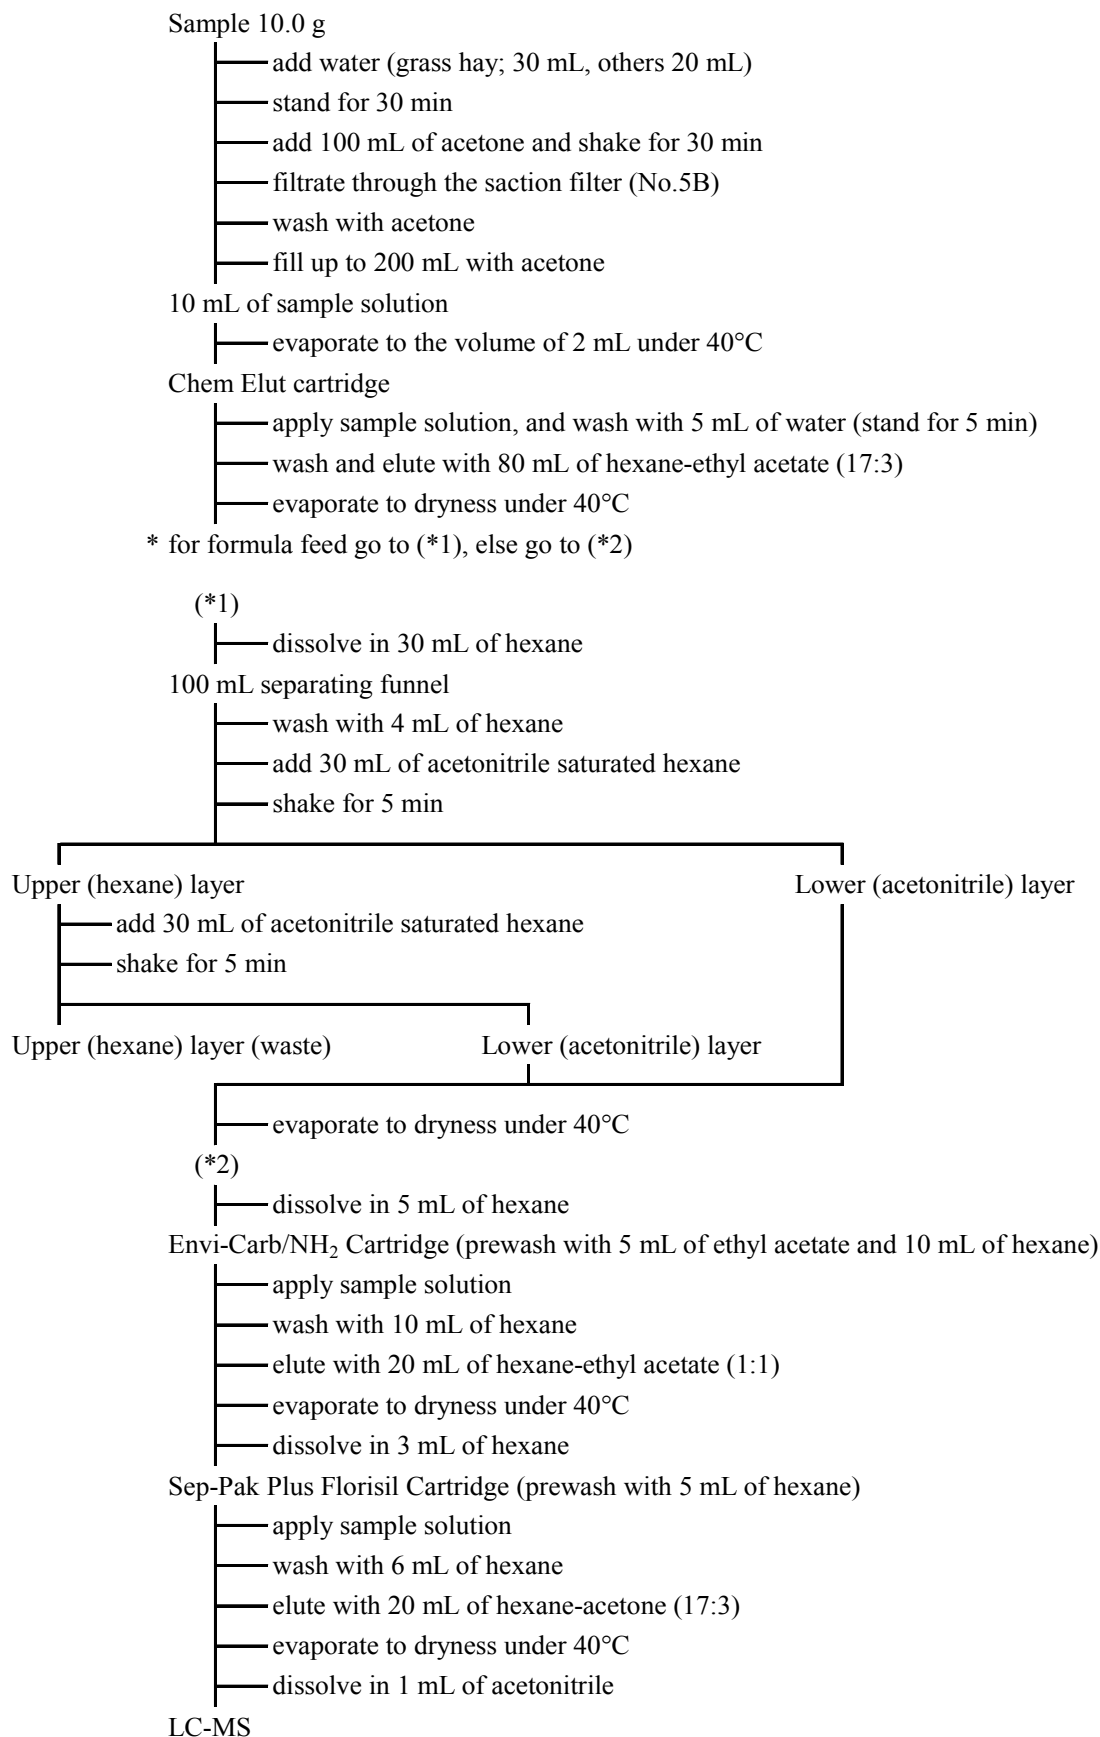 Sample 10.0 g
add water (grass hay; 30 mL, others 20 mL)
stand for 30 min
add 100 mL of acetone and shake for 30 min
filtrate through the saction filter (No.5B)
wash with acetone
fill up to 200 mL with acetone
10 mL of sample solution
evaporate to the volume of 2 mL under 40°C
Chem Elut cartridge
apply sample solution, and wash with 5 mL of water (stand for 5 min)
wash and elute with 80 mL of hexane-ethyl acetate (17:3)
evaporate to dryness under 40°C
* for formula feed go to (*1), else go to (*2)
(*1)
dissolve in 30 mL of hexane
100 mL separating funnel
wash with 4 mL of hexane
add 30 mL of acetonitrile saturated hexane
shake for 5 min
Upper (hexane) layer
Lower (acetonitrile) layer
add 30 mL of acetonitrile saturated hexane
shake for 5 min
Upper (hexane) layer (waste)
Lower (acetonitrile) layer
evaporate to dryness under 40°C
(*2)
dissolve in 5 mL of hexane
Envi-Carb/NH₂ Cartridge (prewash with 5 mL of ethyl acetate and 10 mL of hexane)
apply sample solution
wash with 10 mL of hexane
elute with 20 mL of hexane-ethyl acetate (1:1)
evaporate to dryness under 40°C
dissolve in 3 mL of hexane
Sep-Pak Plus Florisil Cartridge (prewash with 5 mL of hexane)
apply sample solution
wash with 6 mL of hexane
elute with 20 mL of hexane-acetone (17:3)
evaporate to dryness under 40°C
dissolve in 1 mL of acetonitrile
LC-MS